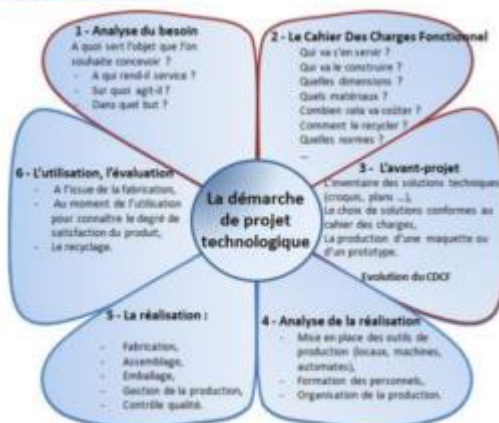 1 - Analyse du besoin
A quoi sert l'objet que l'on
souhaite concevoir ?
- A qui rend-il service ?
- Sur quoi agit-il ?
- Dans quel but ?
2 - Le Cahier Des Charges Fonctionnel
Qui va s'en servir ?
Qui va le construire ?
Quelles dimensions ?
Quels matériaux ?
Combien cela va coûter ?
Comment le recycler ?
Quelles normes ?
...
3 - L'avant-projet
L'inventaire des solutions technique
(croquis, plans ...),
Le choix de solutions conformes au
cahier des charges,
La production d'une maquette ou
d'un prototype.
Evolution du CDCF
4 - Analyse de la réalisation
- Mise en place des outils de
production (locaux, machines,
automates),
- Formation des personnels,
- Organisation de la production.
5 - La réalisation :
- Fabrication,
- Assemblage,
- Emballage,
- Gestion de la production,
- Contrôle qualité.
6 - L'utilisation, l'évaluation
- A l'issue de la fabrication,
- Au moment de l'utilisation
pour connaître le degré de
satisfaction du produit,
- Le recyclage.
La démarche
de projet
technologique